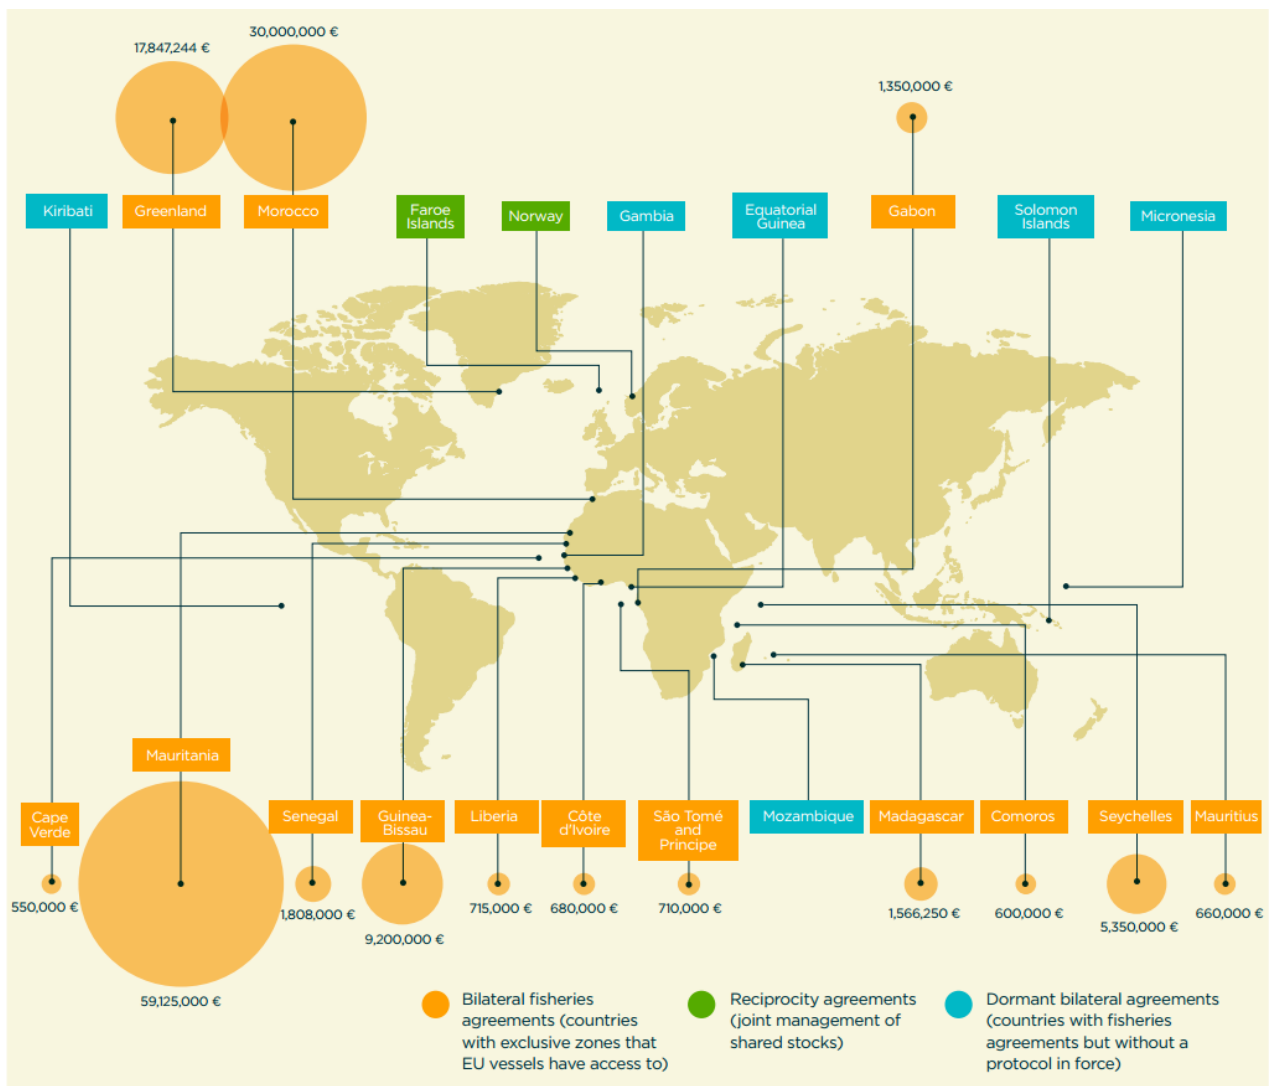 30,000,000 €
17,847,244 €
1,350,000 €
Kiribati
Greenland
Morocco
Faroe
Islands
Norway
Gambia
Equatorial
Guinea
Gabon
Solomon
Islands
Micronesia
Mauritania
Cape
Verde
Senegal
Guinea-
Bissau
Liberia
Côte
d'Ivoire
São Tomé
and
Principe
Mozambique
Madagascar
Comoros
Seychelles
Mauritius
550,000 €
1,808,000 €
9,200,000 €
715,000 €
680,000 €
710,000 €
1,566,250 €
600,000 €
5,350,000 €
660,000 €
59,125,000 €
Bilateral fisheries
agreements (countries
with exclusive zones that
EU vessels have access to)
Reciprocity agreements
(joint management of
shared stocks)
Dormant bilateral agreements
(countries with fisheries
agreements but without a
protocol in force)